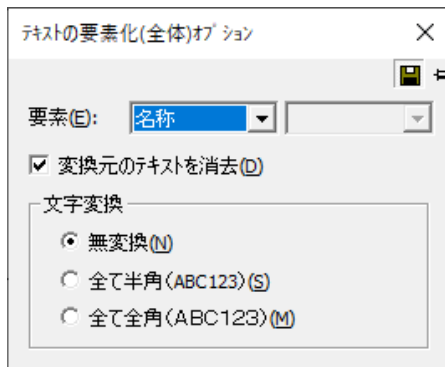 ﾃｷｽﾄの要素化(全体)ｵﾌﾟｼｮﾝ
要素(E): 名称
変換元のテキストを消去(D)
文字変換
無変換(N)
全て半角(ABC123)(S)
全て全角(ＡＢＣ１２３)(M)